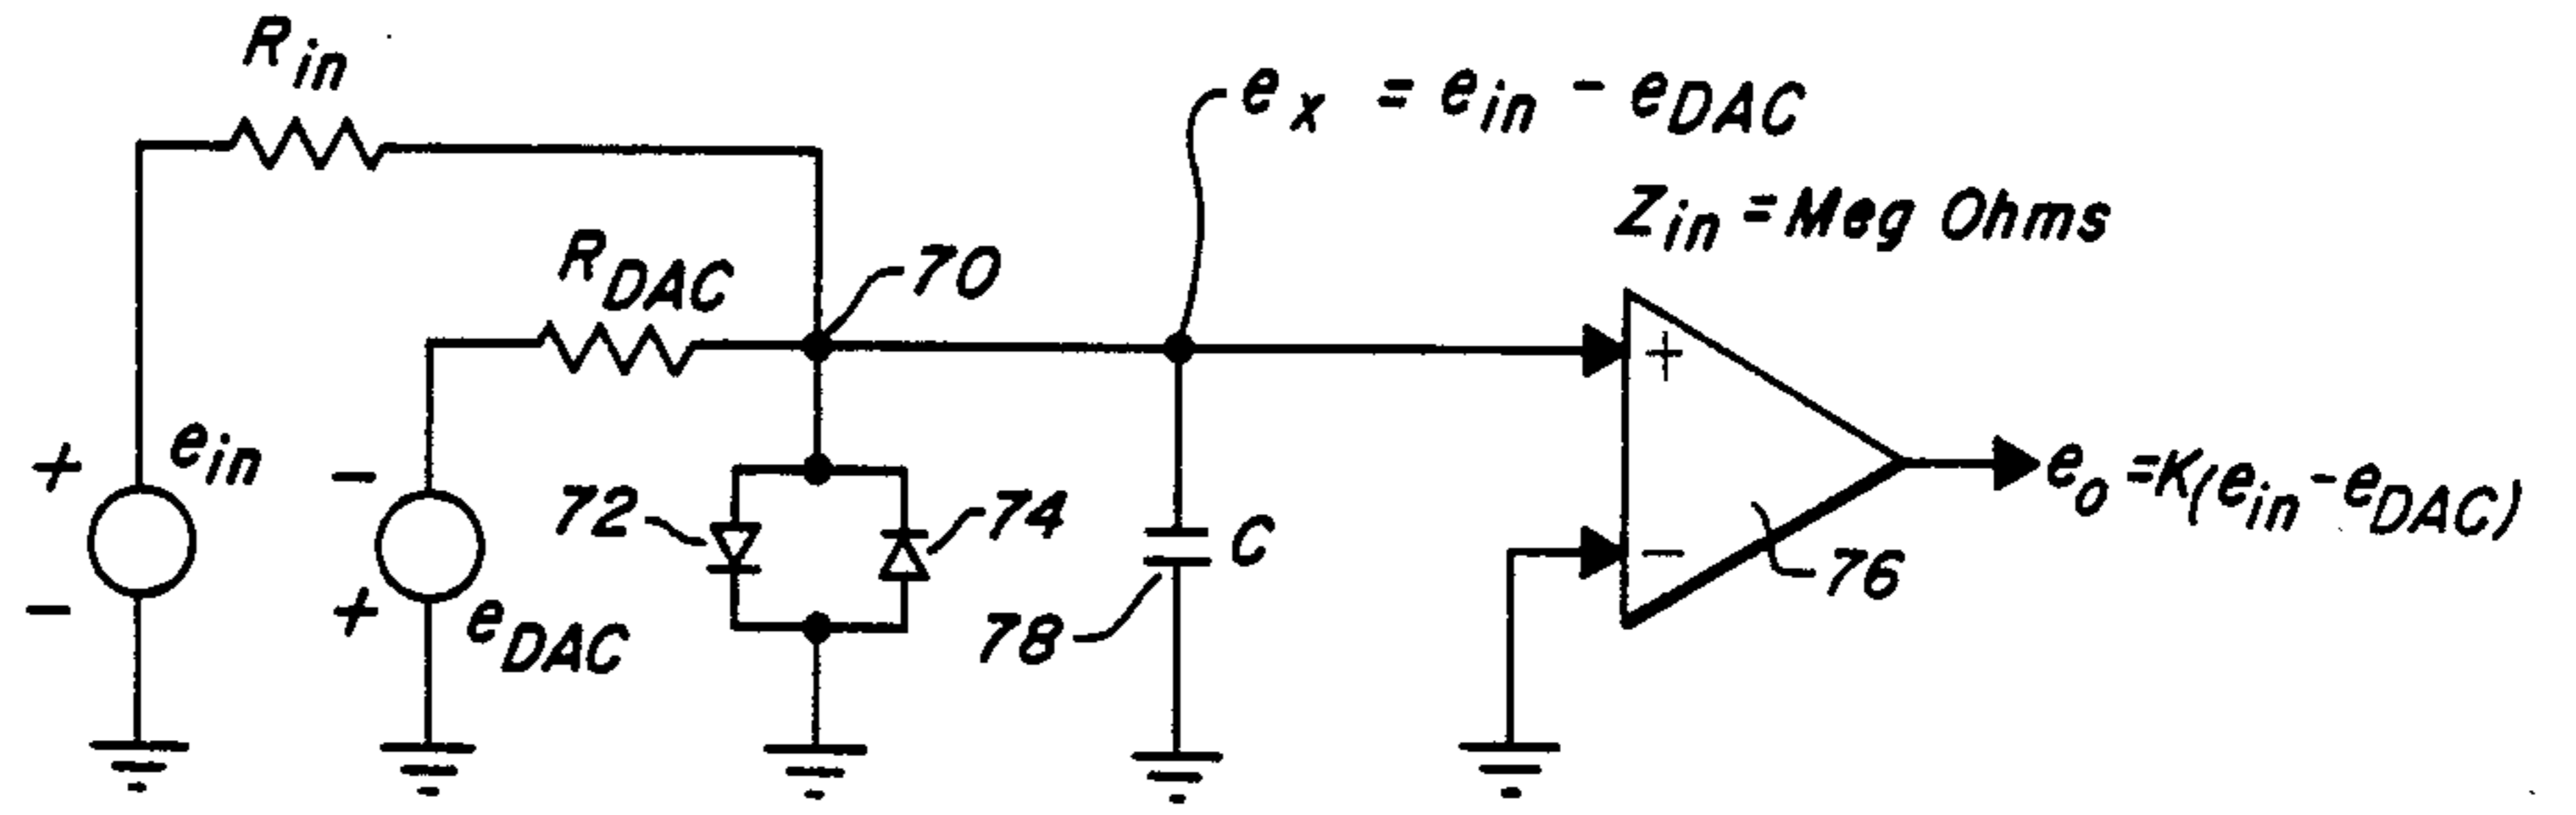 R_in
e_x = e_in - e_DAC
Z_in = Meg Ohms
R_DAC
70
+
e_in
-
-
e_DAC
+
72
74
C
78
+
-
76
e_o = K(e_in - e_DAC)